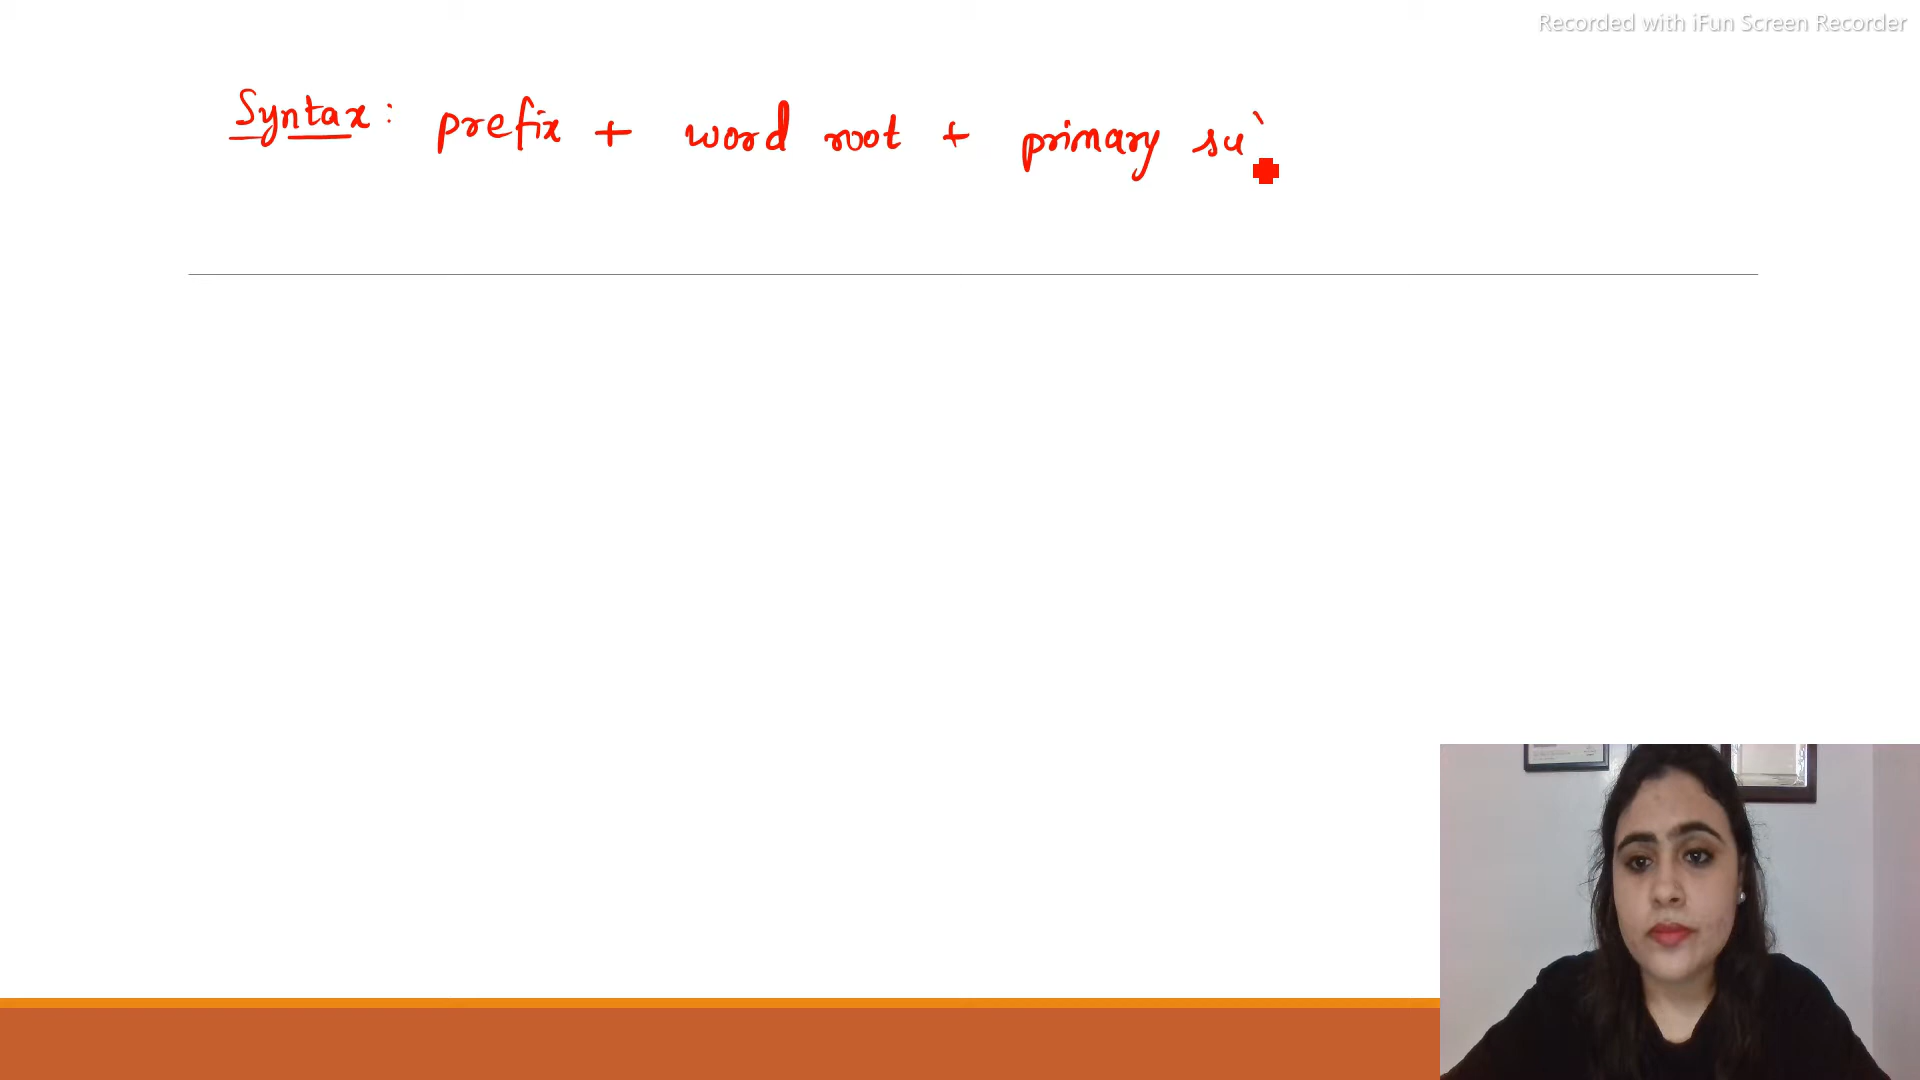 Recorded with iFun Screen Recorder
Syntax: prefix + word root + primary su